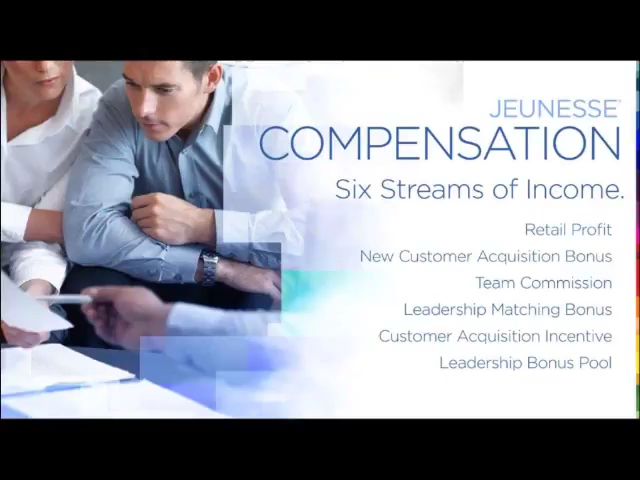 JEUNESSE
COMPENSATION
Six Streams of Income.
Retail Profit
New Customer Acquisition Bonus
Team Commission
Leadership Matching Bonus
Customer Acquisition Incentive
Leadership Bonus Pool